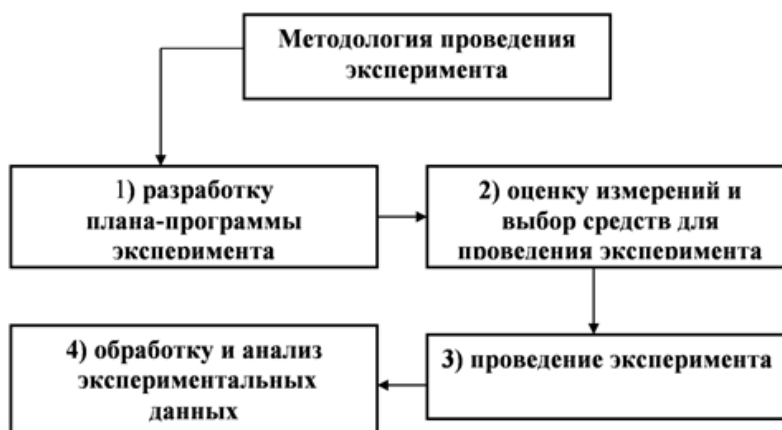 Методология проведения
эксперимента
1) разработку
плана-программы
эксперимента
2) оценку измерений и
выбор средств для
проведения эксперимента
3) проведение эксперимента
4) обработку и анализ
экспериментальных
данных